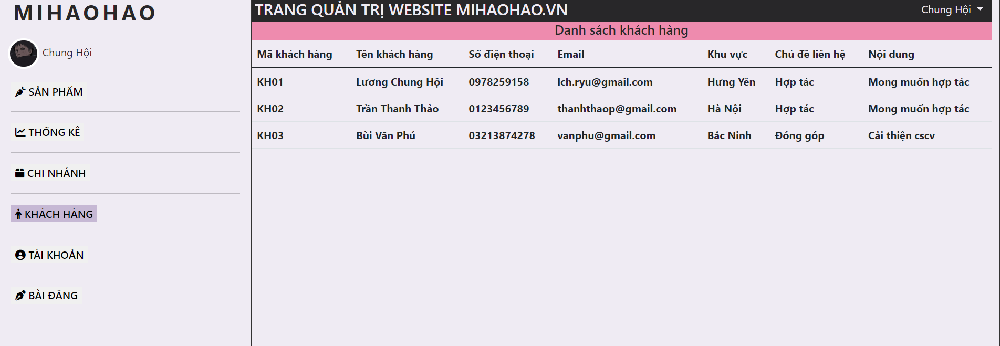 MIHAOHAO
Chung Hội
SẢN PHẨM
THỐNG KÊ
CHI NHÁNH
KHÁCH HÀNG
TÀI KHOẢN
BÀI ĐĂNG
TRANG QUẢN TRỊ WEBSITE MIHAOHAO.VN
Chung Hội
Danh sách khách hàng
Mã khách hàng Tên khách hàng Số điện thoại Email Khu vực Chủ đề liên hệ Nội dung
KH01 Lương Chung Hội 0978259158 lch.ryu@gmail.com Hưng Yên Hợp tác Mong muốn hợp tác
KH02 Trần Thanh Thảo 0123456789 thanhthaop@gmail.com Hà Nội Hợp tác Mong muốn hợp tác
KH03 Bùi Văn Phú 03213874278 vanphu@gmail.com Bắc Ninh Đóng góp Cải thiện cscv